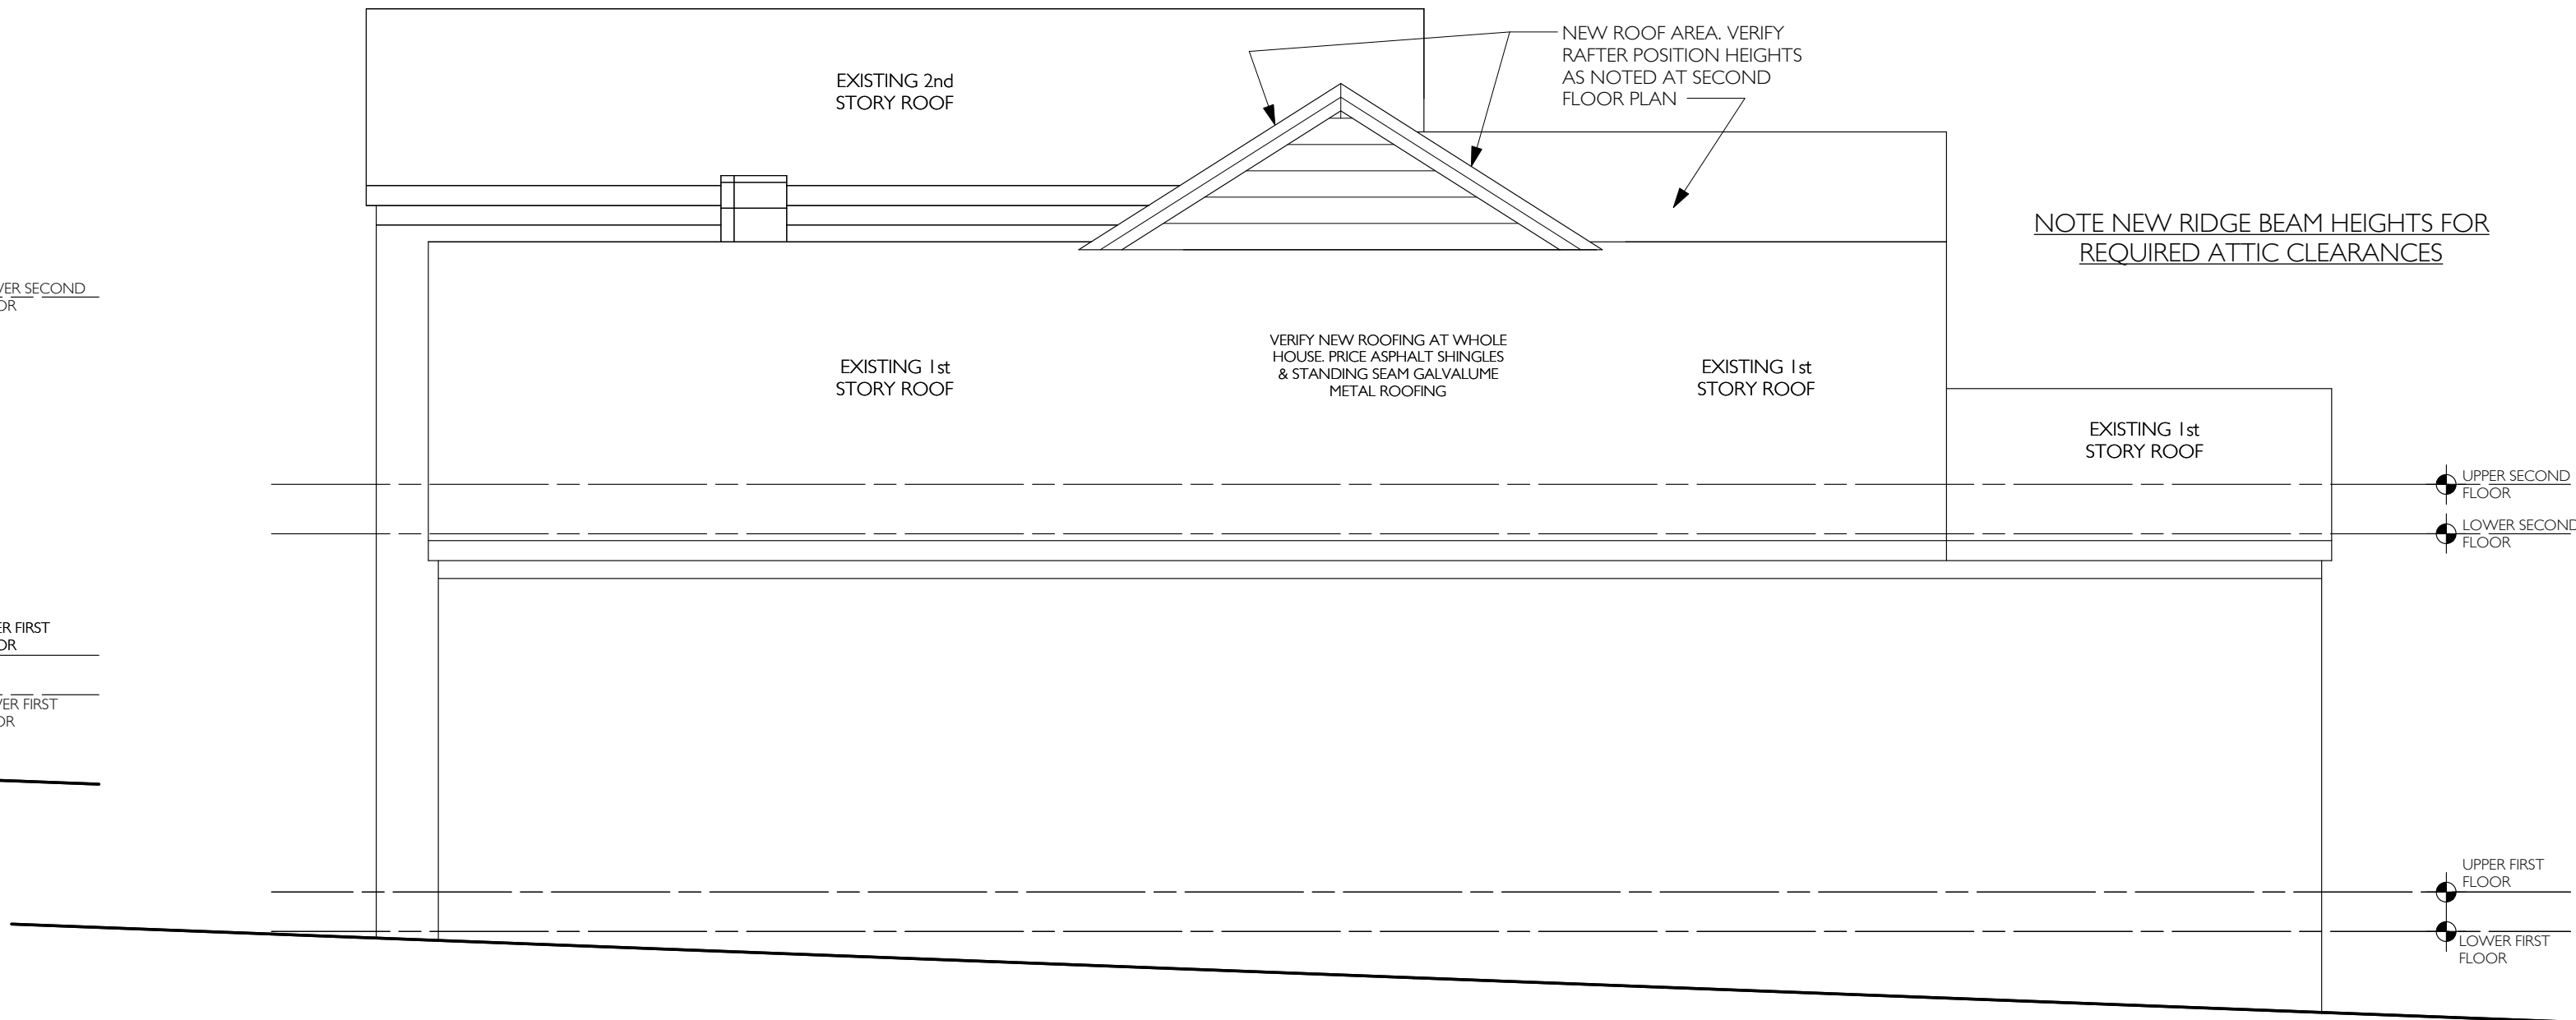 EXISTING 2nd
STORY ROOF
NEW ROOF AREA. VERIFY
RAFTER POSITION HEIGHTS
AS NOTED AT SECOND
FLOOR PLAN
NOTE NEW RIDGE BEAM HEIGHTS FOR
REQUIRED ATTIC CLEARANCES
SECOND
EXISTING 1st
STORY ROOF
VERIFY NEW ROOFING AT WHOLE
HOUSE. PRICE ASPHALT SHINGLES
& STANDING SEAM GALVALUME
METAL ROOFING
EXISTING 1st
STORY ROOF
EXISTING 1st
STORY ROOF
UPPER SECOND
FLOOR
LOWER SECOND
FLOOR
FIRST
FIRST
UPPER FIRST
FLOOR
LOWER FIRST
FLOOR